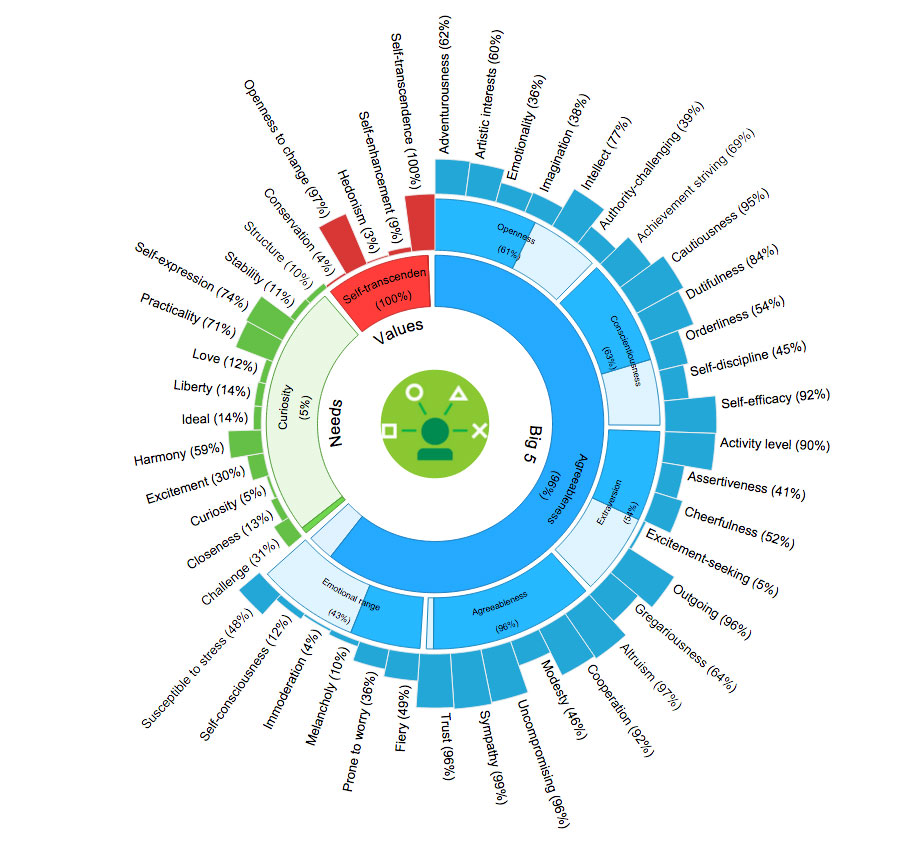 Adventurousness (62%)
Artistic interests (60%)
Emotionality (36%)
Imagination (38%)
Intellect (77%)
Authority-challenging (39%)
Achievement striving (69%)
Cautiousness (95%)
Dutifulness (84%)
Orderliness (54%)
Self-discipline (45%)
Self-efficacy (92%)
Activity level (90%)
Assertiveness (41%)
Cheerfulness (52%)
Excitement-seeking (5%)
Outgoing (96%)
Gregariousness (64%)
Altruism (97%)
Cooperation (92%)
Modesty (46%)
Uncompromising (96%)
Sympathy (99%)
Trust (96%)
Fiery (49%)
Prone to worry (36%)
Melancholy (10%)
Immoderation (4%)
Self-consciousness (12%)
Susceptible to stress (48%)
Challenge (31%)
Closeness (13%)
Curiosity (5%)
Excitement (30%)
Harmony (59%)
Ideal (14%)
Liberty (14%)
Love (12%)
Practicality (71%)
Self-expression (74%)
Stability (11%)
Structure (10%)
Conservation (4%)
Openness to change (97%)
Hedonism (3%)
Self-enhancement (9%)
Self-transcendence (100%)
Openness
(61%)
Conscientiousness
(63%)
Extraversion
(54%)
Agreeableness
(96%)
Emotional range
(43%)
Curiosity
(5%)
Self-transcenden
(100%)
Agreeableness
(96%)
Values
Needs
Big 5